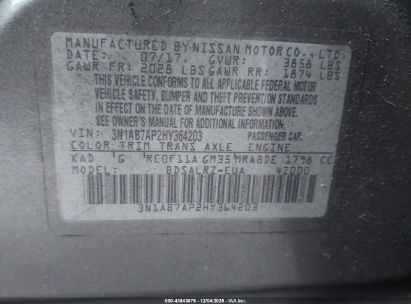 MANUFACTURED BY NISSAN MOTOR CO., LTD.
DATE: 07/17 GVWR: 3858 LBS
GAWR FR: 2028 LBS GAWR RR: 1874 LBS
THIS VEHICLE CONFORMS TO ALL APPLICABLE FEDERAL MOTOR
VEHICLE SAFETY, BUMPER AND THEFT PREVENTION STANDARDS
IN EFFECT ON THE DATE OF MANUFACTURE SHOWN ABOVE.
SEE OWNER'S MANUAL FOR ADDITIONAL INFORMATION.
VIN: 3N1AB7AP2HY364203 PASSENGER CAR.
COLOR TRIM TRANS AXLE ENGINE
KAD G RE0F11A GM35 MRA8DE 1798 CC
MODEL BDSALRZ-EUA 47000
3N1AB7AP2HY364203